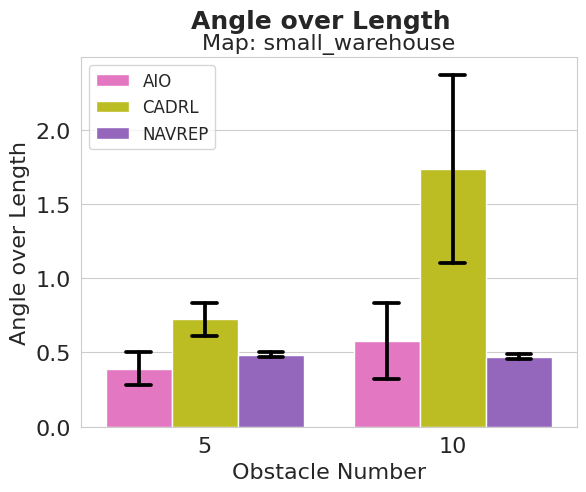 Angle over Length
Map: small_warehouse
AIO
CADRL
NAVREP
Angle over Length
2.0
1.5
1.0
0.5
0.0
5
10
Obstacle Number